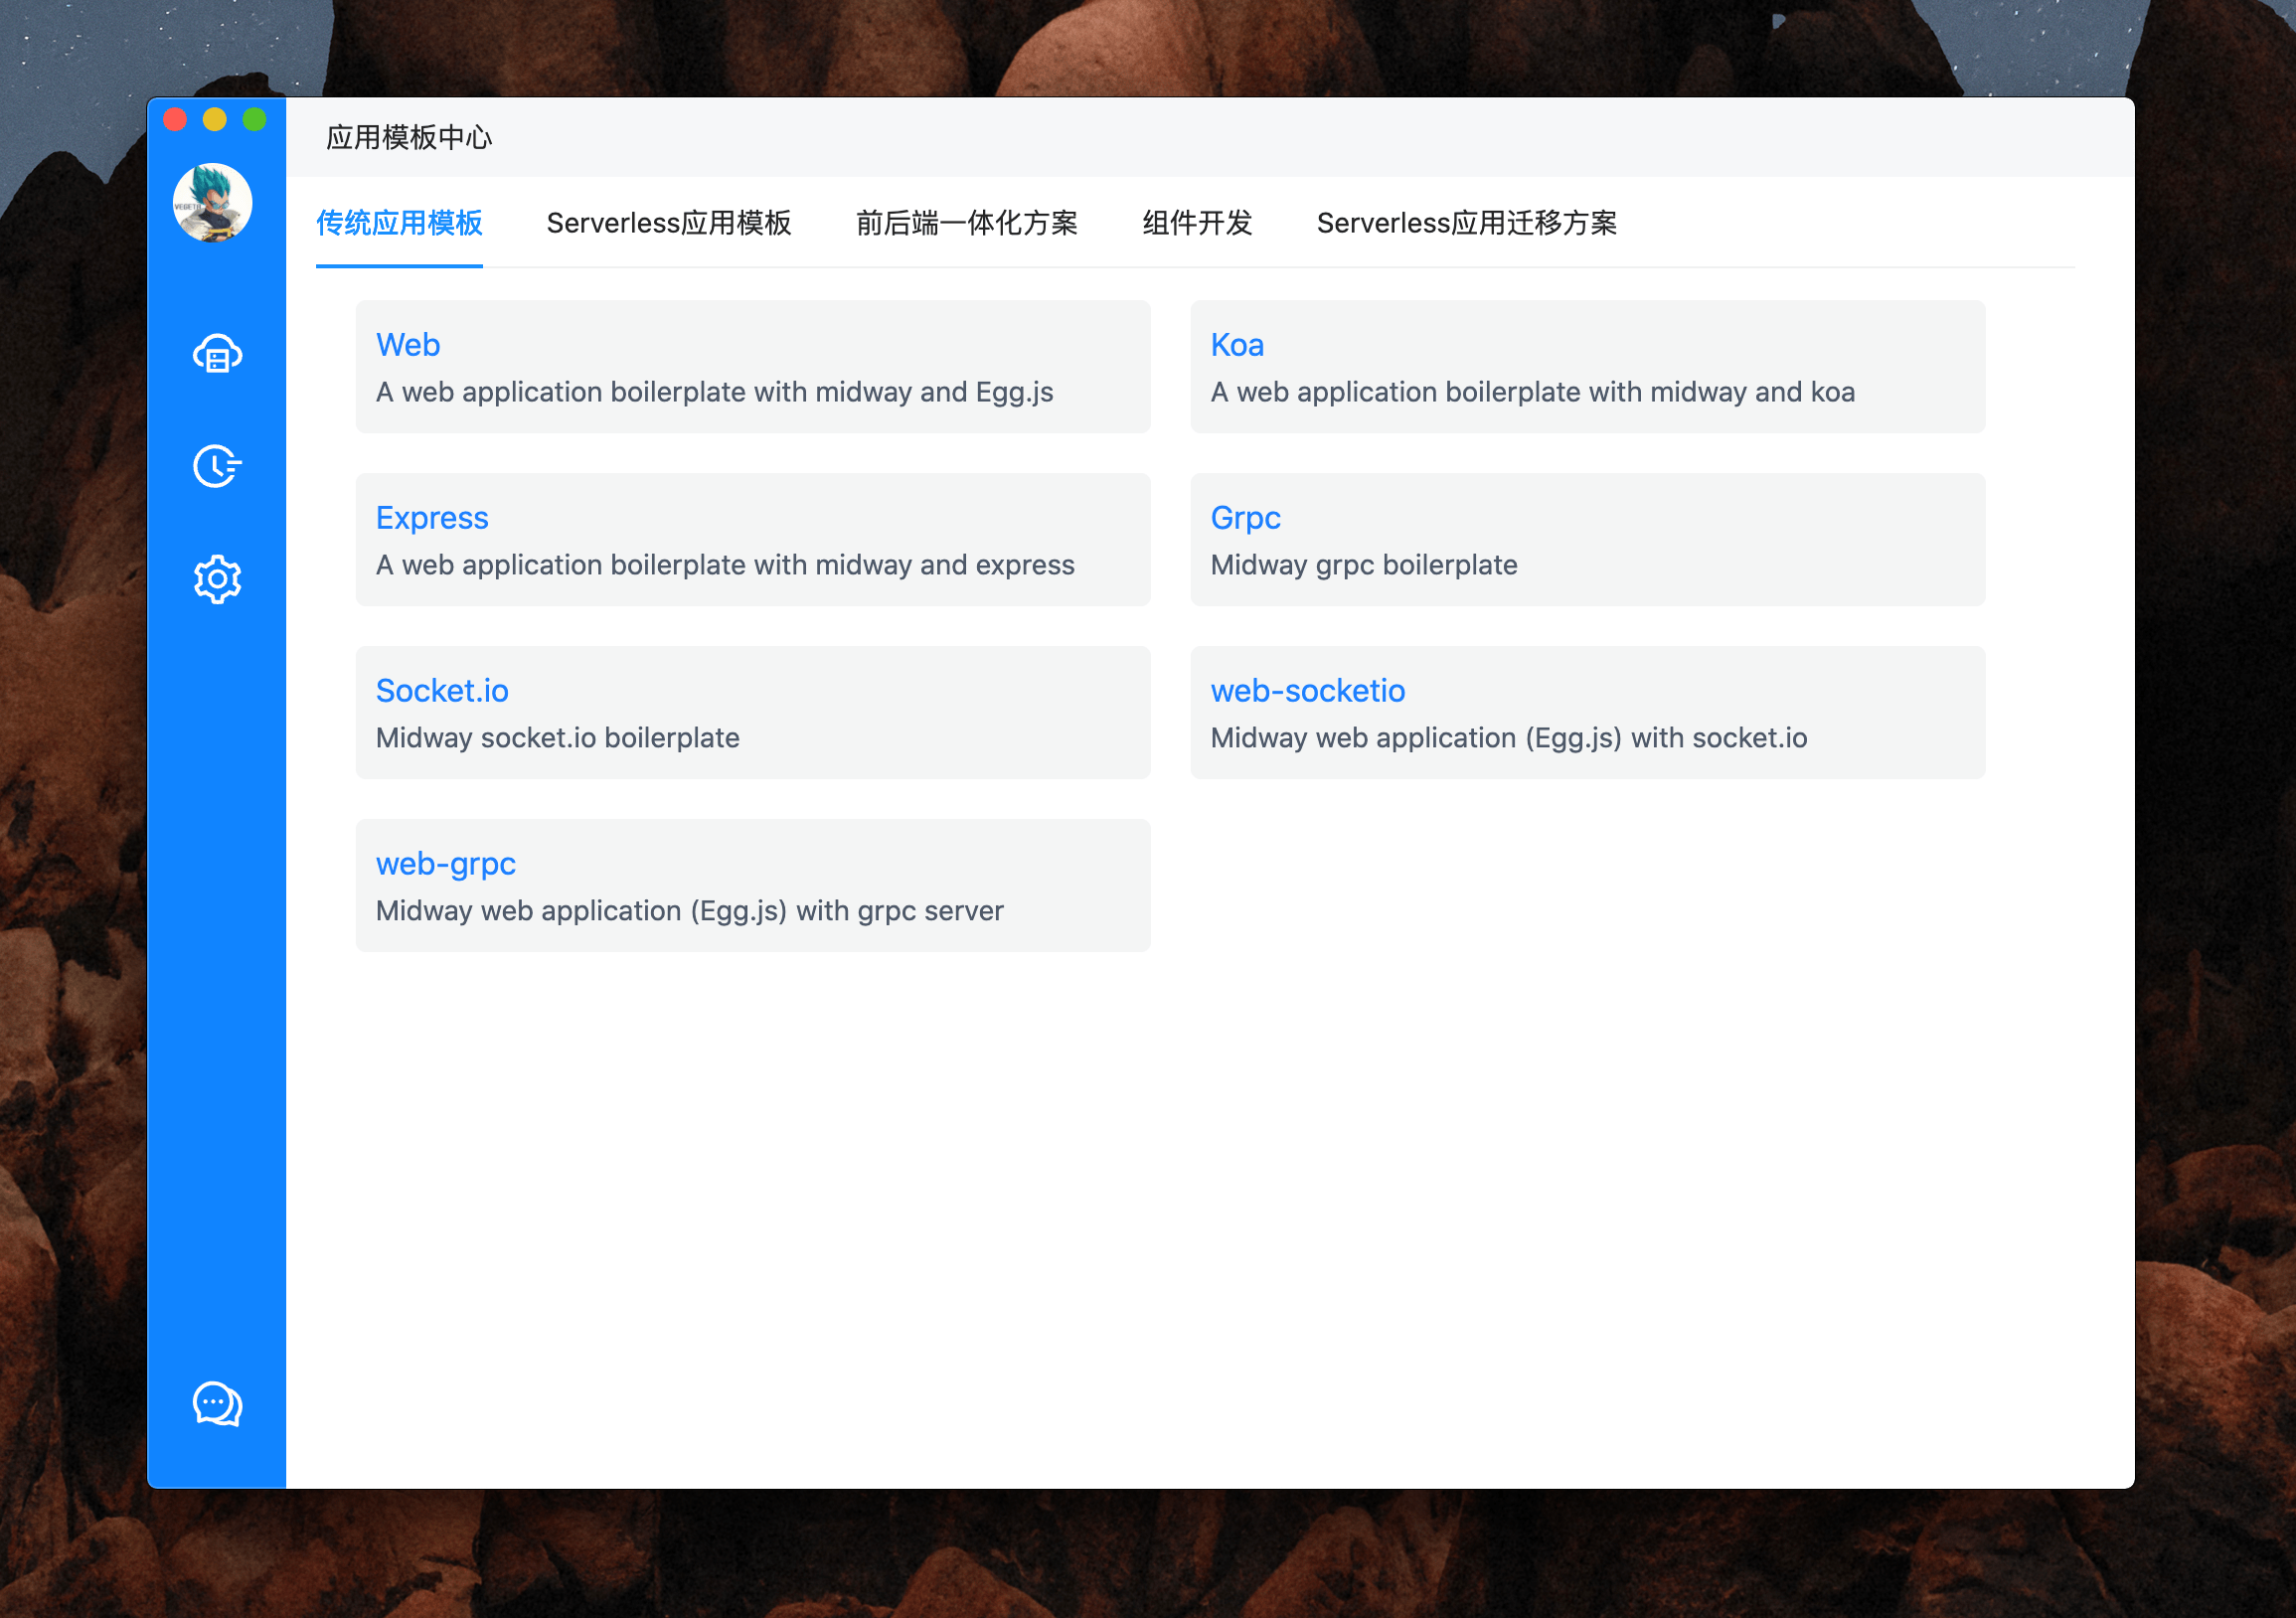 应用模板中心
VEGETA
传统应用模板 Serverless应用模板 前后端一体化方案 组件开发 Serverless应用迁移方案
Web
A web application boilerplate with midway and Egg.js
Koa
A web application boilerplate with midway and koa
Express
A web application boilerplate with midway and express
Grpc
Midway grpc boilerplate
Socket.io
Midway socket.io boilerplate
web-socketio
Midway web application (Egg.js) with socket.io
web-grpc
Midway web application (Egg.js) with grpc server